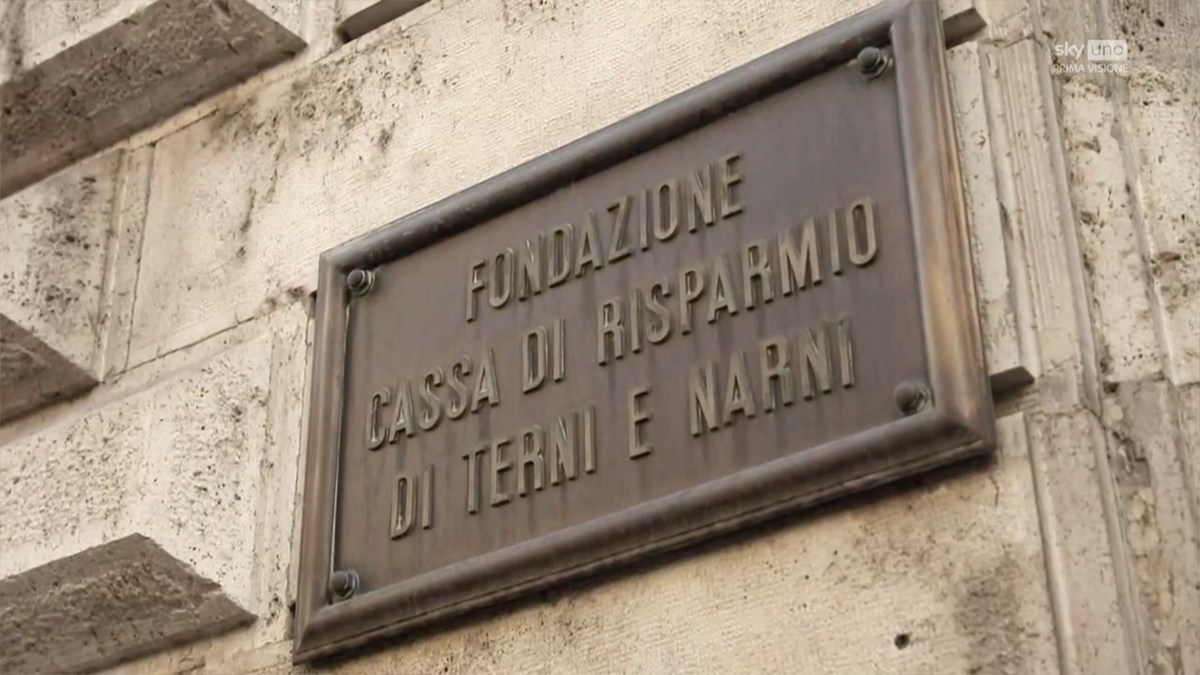 sky uno
PRIMA VISIONE
FONDAZIONE
CASSA DI RISPARMIO
DI TERNI E NARNI